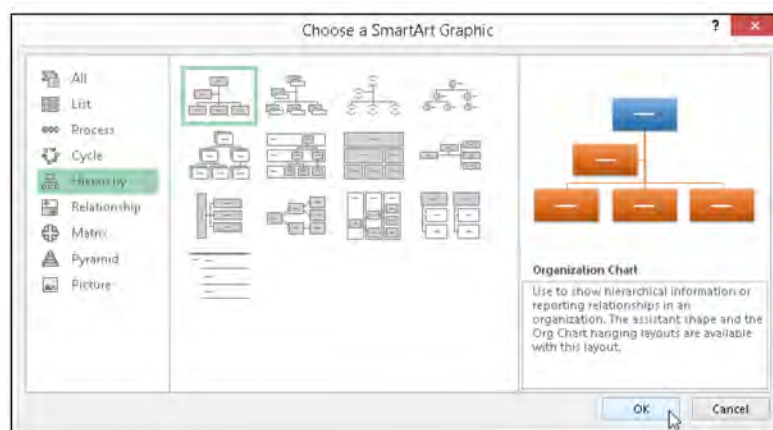 Choose a SmartArt Graphic
?
All
List
Process
Cycle
Hierarchy
Relationship
Matrix
Pyramid
Picture
Organization Chart
Use to show hierarchical information or
reporting relationships in an
organization. The assistant shape and the
Org Chart hanging layouts are available
with this layout.
OK
Cancel